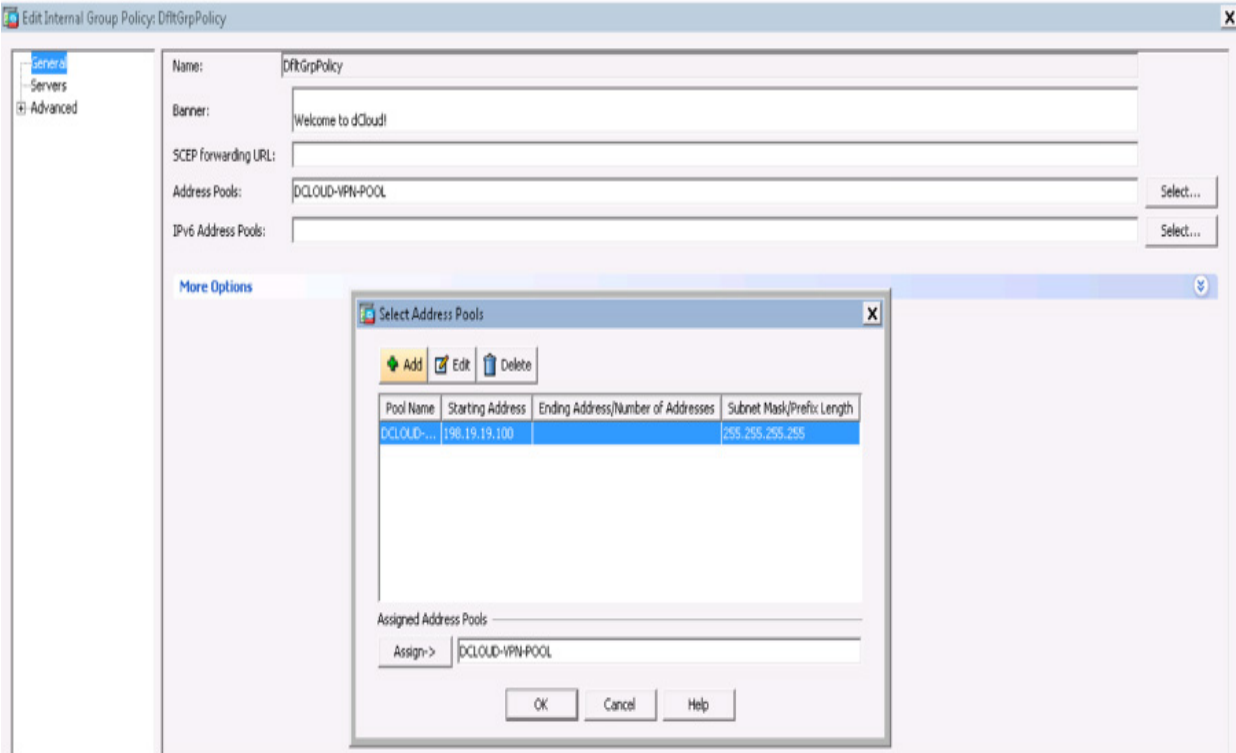 Edit Internal Group Policy: DfltGrpPolicy
X
General
Servers
Advanced
Name: DfltGrpPolicy
Banner: Welcome to dCloud!
SCEP forwarding URL:
Address Pools: DCLOUD-VPN-POOL Select...
IPv6 Address Pools: Select...
More Options
Select Address Pools
X
Add Edit Delete
Pool Name Starting Address Ending Address/Number of Addresses Subnet Mask/Prefix Length
DCLOUD-... 198.19.19.100 255.255.255.255
Assigned Address Pools
Assign-> DCLOUD-VPN-POOL
OK Cancel Help